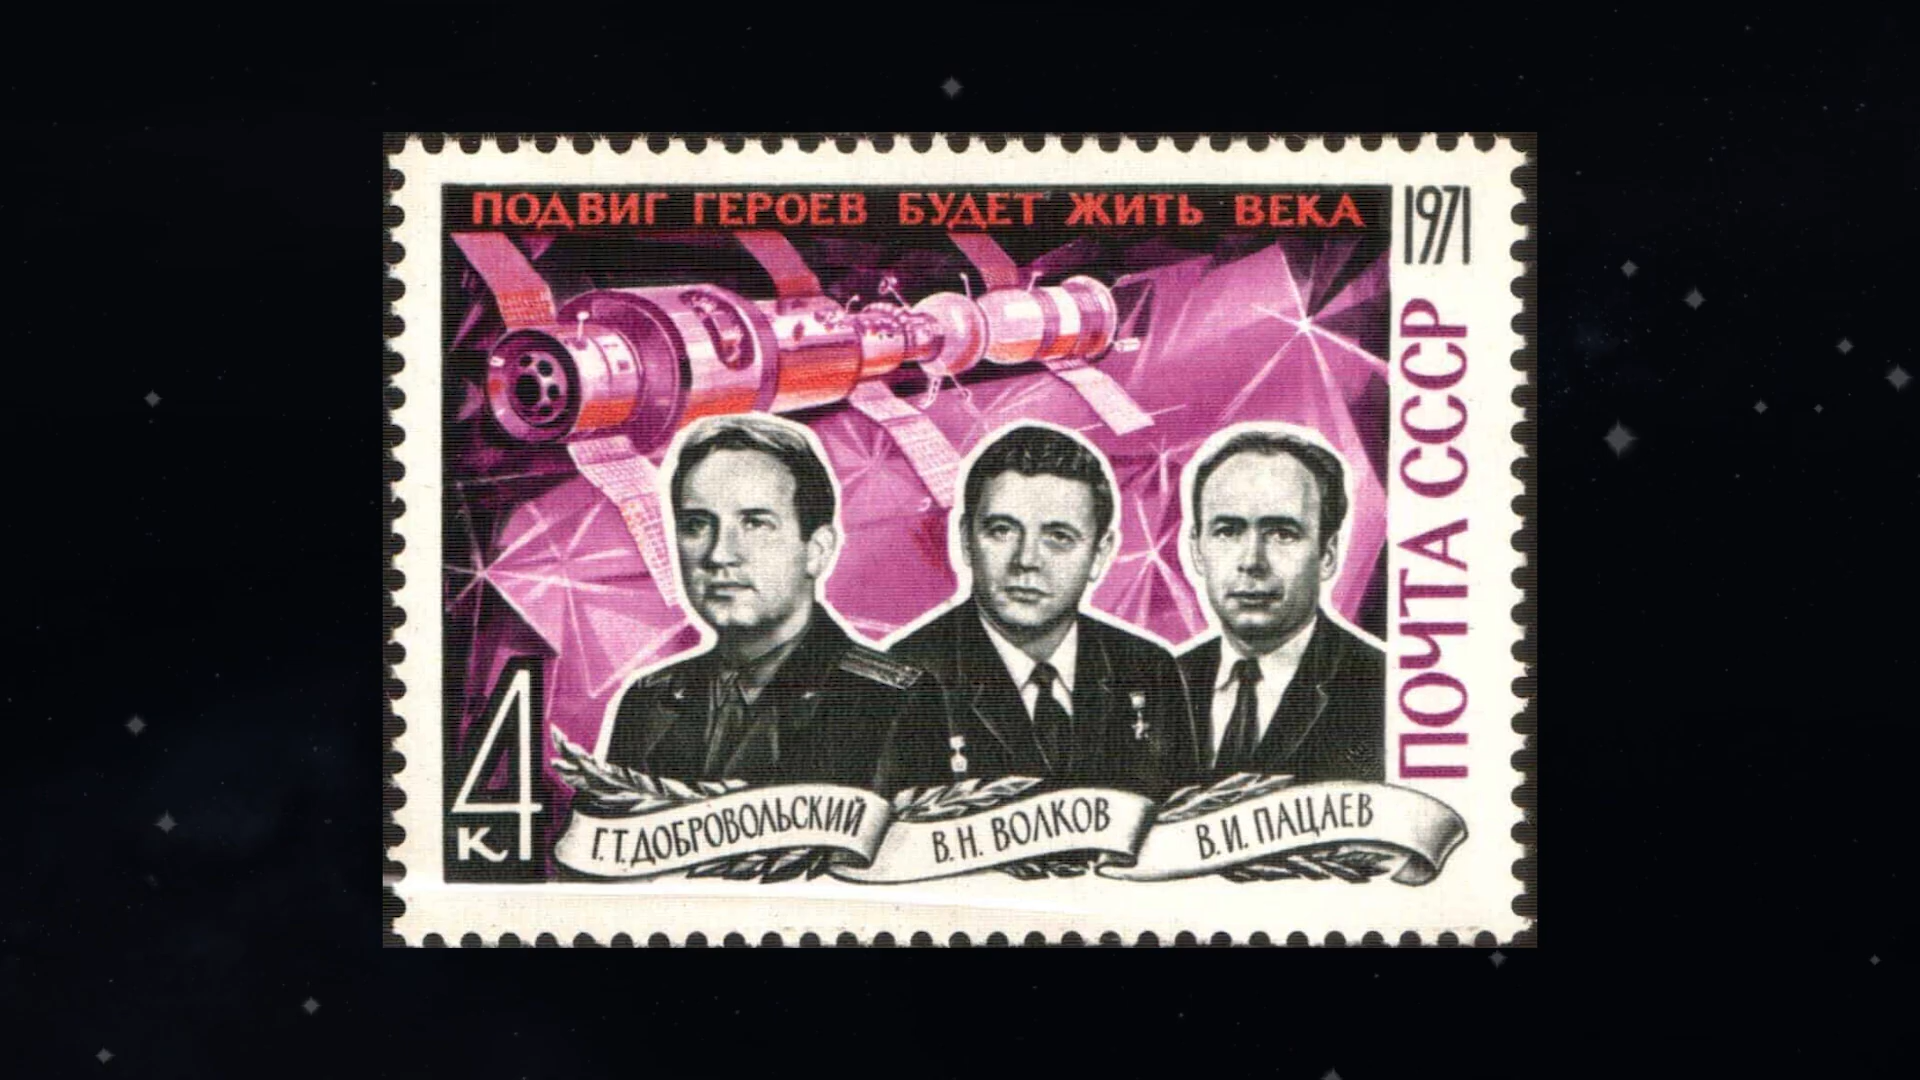 ПОДВИГ ГЕРОЕВ БУДЕТ ЖИТЬ ВЕКА
1971
ПОЧТА СССР
4
к
Г.Т.ДОБРОВОЛЬСКИЙ
В.Н. ВОЛКОВ
В.И. ПАЦАЕВ